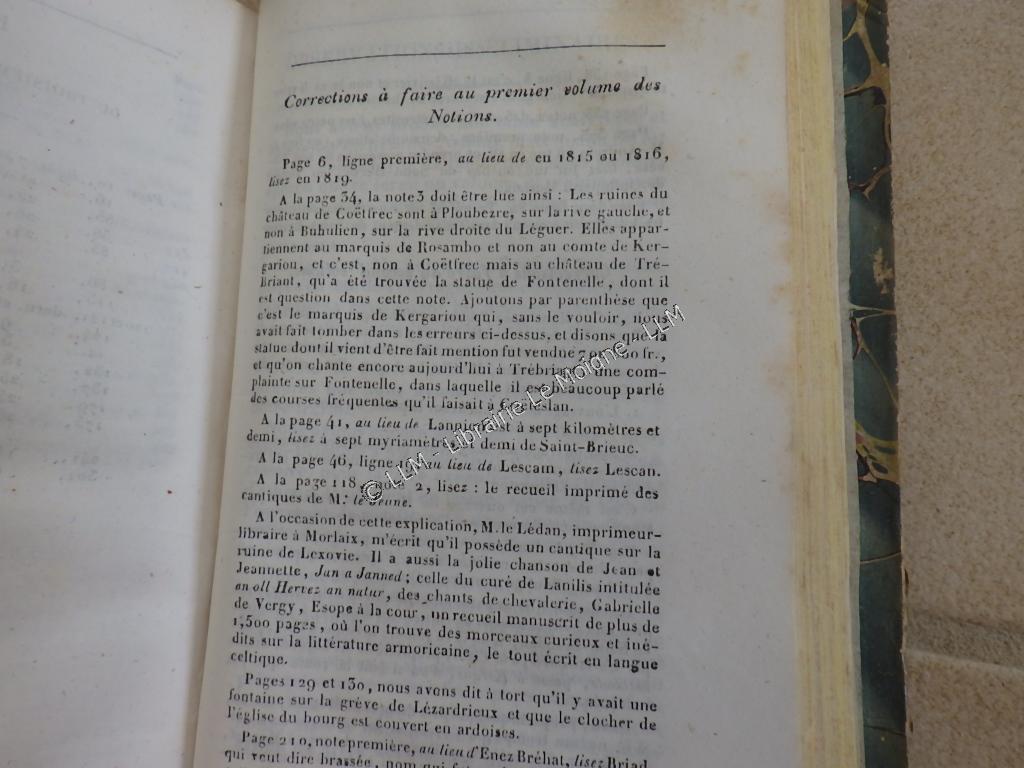 Corrections à faire au premier volume des
Notions.
Page 6, ligne première, au lieu de en 1815 ou 1816,
lisez en 1819.
A la page 34, la note3 doit être lue ainsi : Les ruines du
château de Coëtfrec sont à Ploubezre, sur la rive gauche, et
non à Buhulien, sur la rive droite du Léguer. Elles appar-
tiennent au marquis de Rosambo et non au comte de Ker-
gariou, et c'est, non à Coëtfrec mais au château de Tré-
Briant, qu'a été trouvée la statue de Fontenelle, dont il
est question dans cette note. Ajoutons par parenthèse que
c'est le marquis de Kergariou qui, sans le vouloir, nous
avait fait tomber dans les erreurs ci-dessus, et disons que la
statue dont il vient d'être fait mention fut vendue fr.,
et qu'on chante encore aujourd'hui à Trébriant une com-
plainte sur Fontenelle, dans laquelle il est beaucoup parlé
des courses fréquentes qu'il faisait à Coëteslan.
A la page 41, au lieu de Lannion est à sept kilomètres et
demi, lisez à sept myriamètres et demi de Saint-Brieuc.
A la page 46, ligne au lieu de Lescam, lisez Lescan.
A la page 118, note 2, lisez : le recueil imprimé des
cantiques de M. le Jeune.
A l'occasion de cette explication, M. le Lédan, imprimeur-
libraire à Morlaix, m'écrit qu'il possède un cantique sur la
ruine de Lexovie. Il a aussi la jolie chanson de Jean et
Jeannette, Jan a Janned ; celle du curé de Lanilis intitulée
an oll Hervez an natur, des chants de chevalerie, Gabrielle
de Vergy, Esope à la cour, un recueil manuscrit de plus de
1,500 pages, où l'on trouve des morceaux curieux et iné-
dits sur la littérature armoricaine, le tout écrit en langue
celtique.
Pages 129 et 130, nous avons dit à tort qu'il y avait une
fontaine sur la grève de Lézardrieux et que le clocher de
l'église du bourg est couvert en ardoises.
Page 210, note première, au lieu d'Enez Bréhat, lisez Briad
qui veut dire brassée, nom qui
© LLM - Librairie Le Moione - LLM